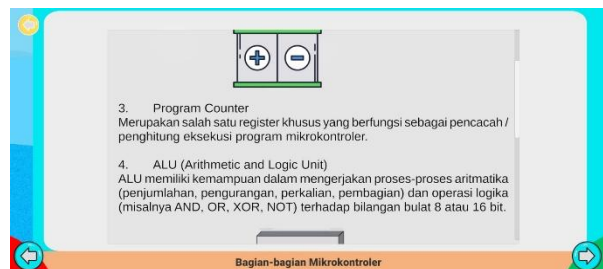 3. Program Counter
Merupakan salah satu register khusus yang berfungsi sebagai pencacah /
penghitung eksekusi program mikrokontroler.
4. ALU (Arithmetic and Logic Unit)
ALU memiliki kemampuan dalam mengerjakan proses-proses aritmatika
(penjumlahan, pengurangan, perkalian, pembagian) dan operasi logika
(misalnya AND, OR, XOR, NOT) terhadap bilangan bulat 8 atau 16 bit.
Bagian-bagian Mikrokontroler